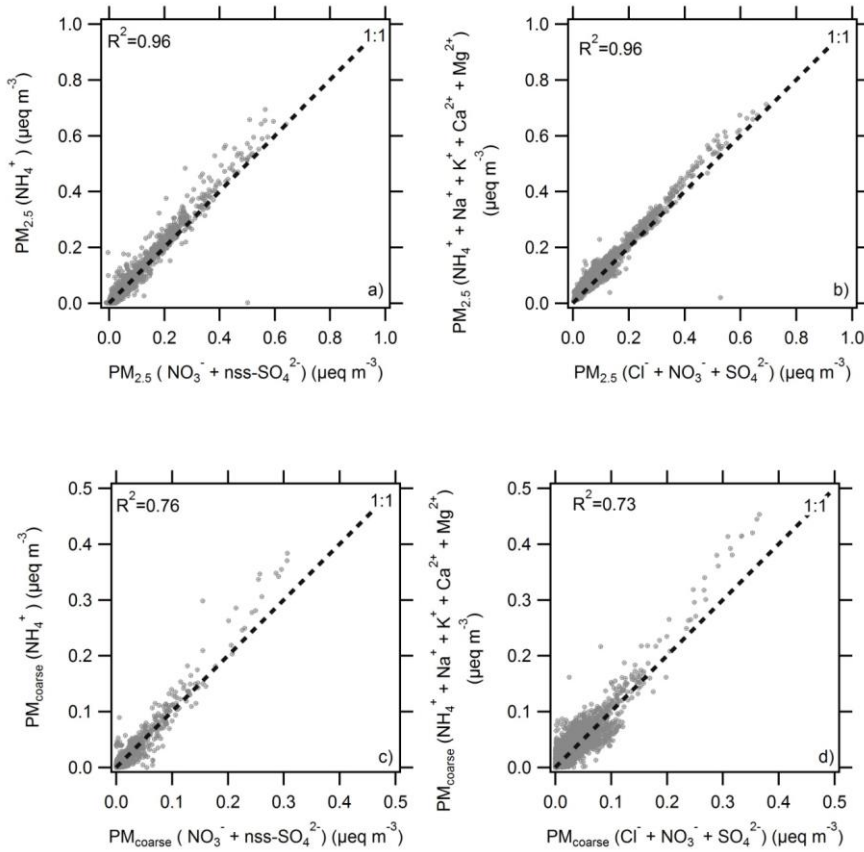 R²=0.96
1:1
1.0
0.8
0.6
0.4
0.2
0.0
PM₂.₅ (NH₄⁺) (μeq m⁻³)
a)
0.0 0.2 0.4 0.6 0.8 1.0
PM₂.₅ ( NO₃⁻ + nss-SO₄²⁻) (μeq m⁻³)
R²=0.96
1:1
1.0
0.8
0.6
0.4
0.2
0.0
PM₂.₅ (NH₄⁺ + Na⁺ + K⁺ + Ca²⁺ + Mg²⁺)
(μeq m⁻³)
b)
0.0 0.2 0.4 0.6 0.8 1.0
PM₂.₅ (Cl⁻ + NO₃⁻ + SO₄²⁻) (μeq m⁻³)
R²=0.76
1:1
0.5
0.4
0.3
0.2
0.1
0.0
PM_coarse (NH₄⁺) (μeq m⁻³)
c)
0.0 0.1 0.2 0.3 0.4 0.5
PM_coarse ( NO₃⁻ + nss-SO₄²⁻) (μeq m⁻³)
R²=0.73
1:1
0.5
0.4
0.3
0.2
0.1
0.0
PM_coarse (NH₄⁺ + Na⁺ + K⁺ + Ca²⁺ + Mg²⁺)
(μeq m⁻³)
d)
0.0 0.1 0.2 0.3 0.4 0.5
PM_coarse (Cl⁻ + NO₃⁻ + SO₄²⁻) (μeq m⁻³)